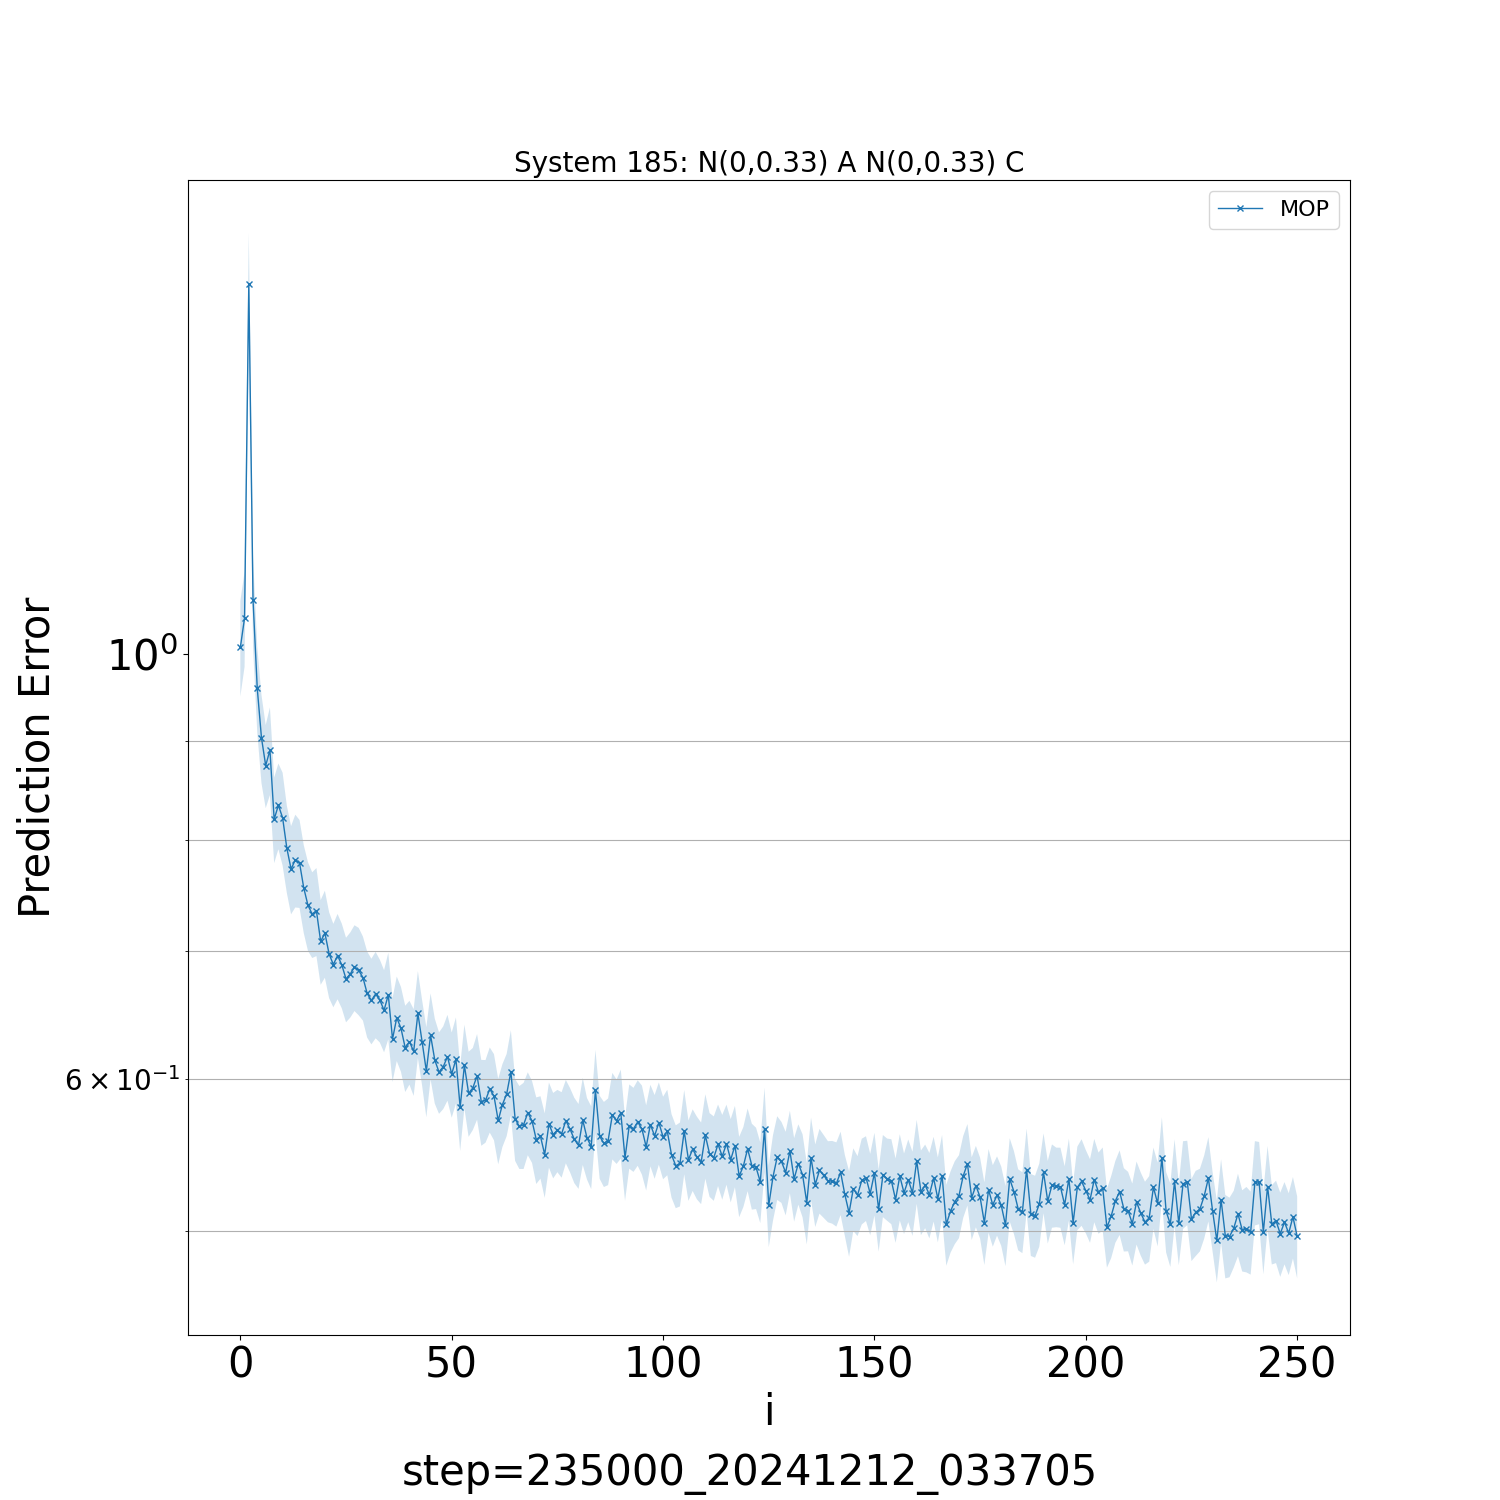 System 185: N(0,0.33) A N(0,0.33) C
MOP
Prediction Error
10⁰
6 × 10⁻¹
0 50 100 150 200 250
i
step=235000_20241212_033705